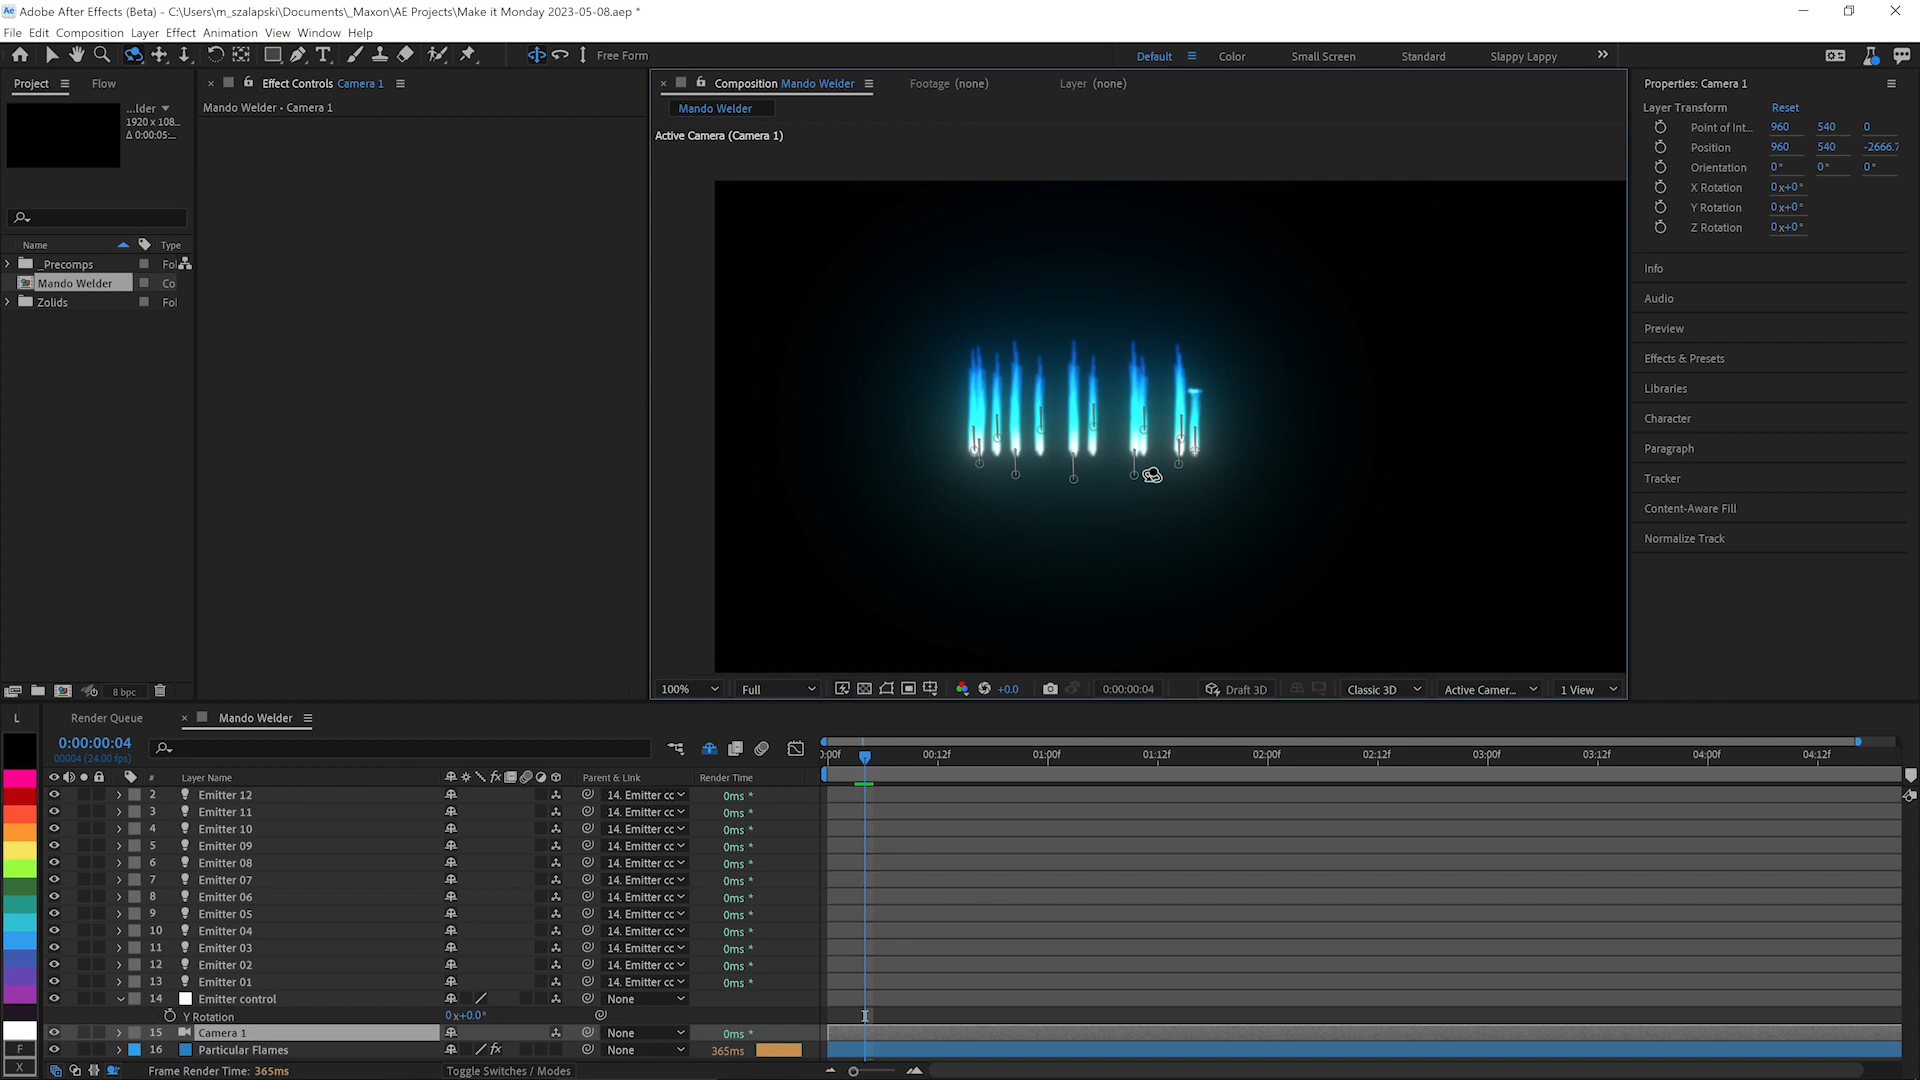 Adobe After Effects (Beta) - C:\Users\m_szalapski\Documents\_Maxon\AE Projects\Make it Monday 2023-05-08.aep *
File Edit Composition Layer Effect Animation View Window Help
Free Form
Default Color Small Screen Standard Slappy Lappy
Project Flow
Effect Controls Camera 1
Composition Mando Welder
Footage (none)
Layer (none)
Properties: Camera 1
...lder
1920 x 108...
Δ 0:00:05:...
Mando Welder • Camera 1
Mando Welder
Active Camera (Camera 1)
Layer Transform Reset
Point of Int... 960 540 0
Position 960 540 -2666.7
Orientation 0° 0° 0°
X Rotation 0x+0°
Y Rotation 0x+0°
Z Rotation 0x+0°
Name Type
_Precomps Fol
Mando Welder Co
Zolids Fol
Info
Audio
Preview
Effects & Presets
Libraries
Character
Paragraph
Tracker
Content-Aware Fill
Normalize Track
8 bpc
100% Full +0.0 0:00:00:04 Draft 3D Classic 3D Active Camer... 1 View
L Render Queue Mando Welder
0:00:00:04
00004 (24.00 fps)
0:00f 00:12f 01:00f 01:12f 02:00f 02:12f 03:00f 03:12f 04:00f 04:12f
# Layer Name Parent & Link Render Time
2 Emitter 12 14. Emitter cc 0ms *
3 Emitter 11 14. Emitter cc 0ms *
4 Emitter 10 14. Emitter cc 0ms *
5 Emitter 09 14. Emitter cc 0ms *
6 Emitter 08 14. Emitter cc 0ms *
7 Emitter 07 14. Emitter cc 0ms *
8 Emitter 06 14. Emitter cc 0ms *
9 Emitter 05 14. Emitter cc 0ms *
10 Emitter 04 14. Emitter cc 0ms *
11 Emitter 03 14. Emitter cc 0ms *
12 Emitter 02 14. Emitter cc 0ms *
13 Emitter 01 14. Emitter cc 0ms *
14 Emitter control None
Y Rotation 0x+0.0°
15 Camera 1 None 0ms *
16 Particular Flames None 365ms
F
X
Frame Render Time: 365ms
Toggle Switches / Modes